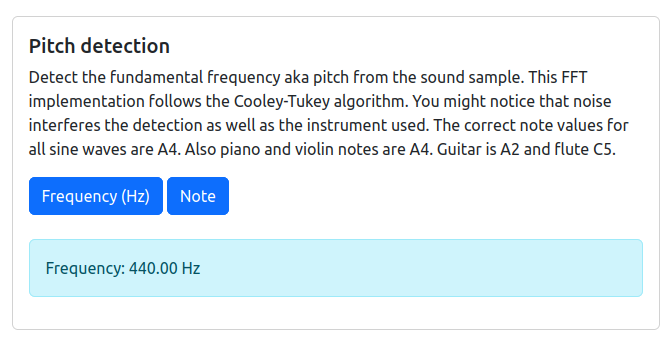 Pitch detection
Detect the fundamental frequency aka pitch from the sound sample. This FFT
implementation follows the Cooley-Tukey algorithm. You might notice that noise
interferes the detection as well as the instrument used. The correct note values for
all sine waves are A4. Also piano and violin notes are A4. Guitar is A2 and flute C5.
Frequency (Hz) Note
Frequency: 440.00 Hz